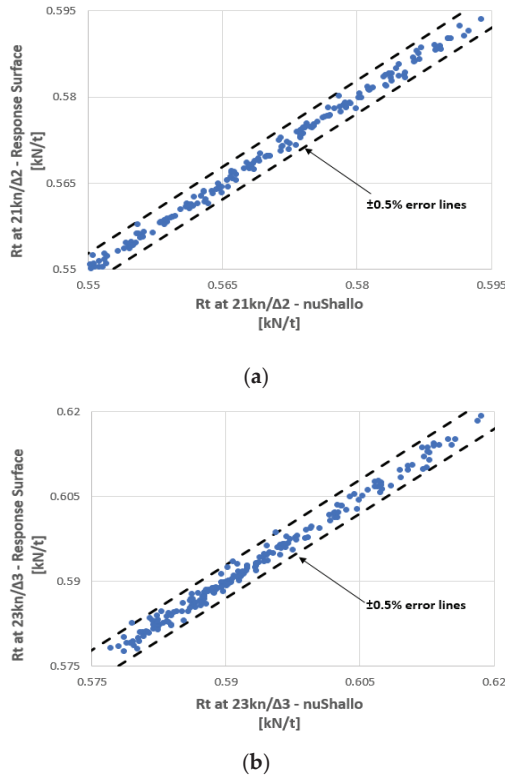 0.595
0.58
0.565
0.55
Rt at 21kn/Δ2 - Response Surface
[kN/t]
±0.5% error lines
0.55 0.565 0.58 0.595
Rt at 21kn/Δ2 - nuShallo
[kN/t]
(a)
0.62
0.605
0.59
0.575
Rt at 23kn/Δ3 - Response Surface
[kN/t]
±0.5% error lines
0.575 0.59 0.605 0.62
Rt at 23kn/Δ3 - nuShallo
[kN/t]
(b)